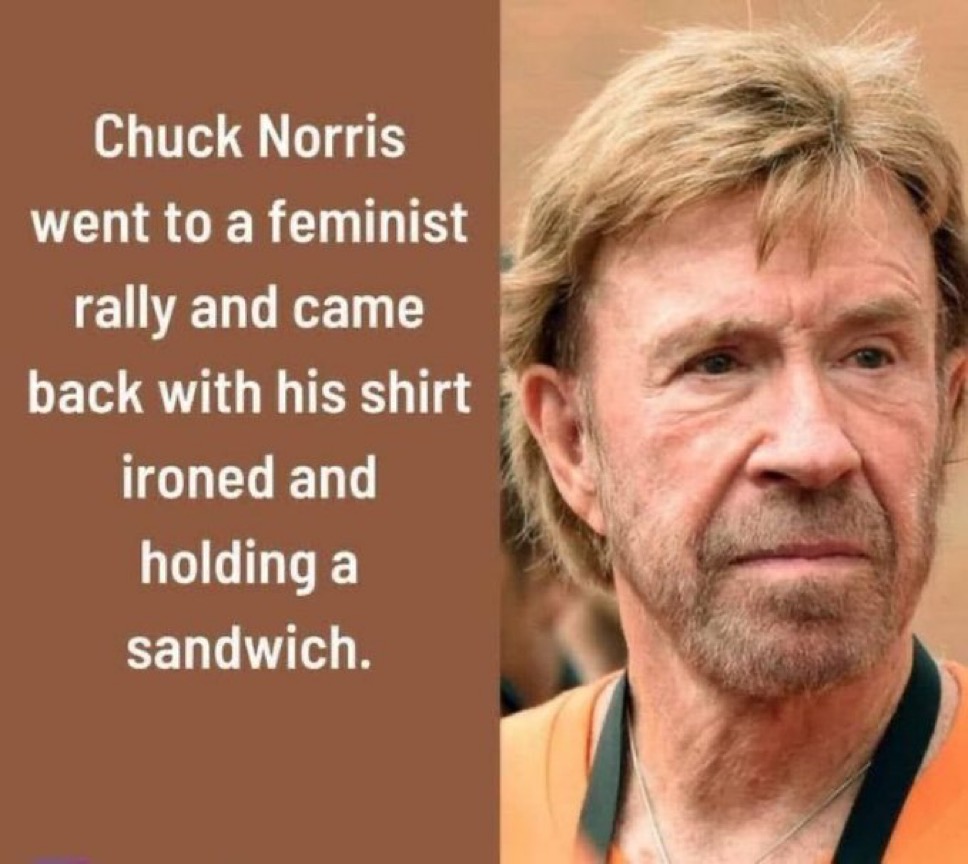 Chuck Norris
went to a feminist
rally and came
back with his shirt
ironed and
holding a
sandwich.